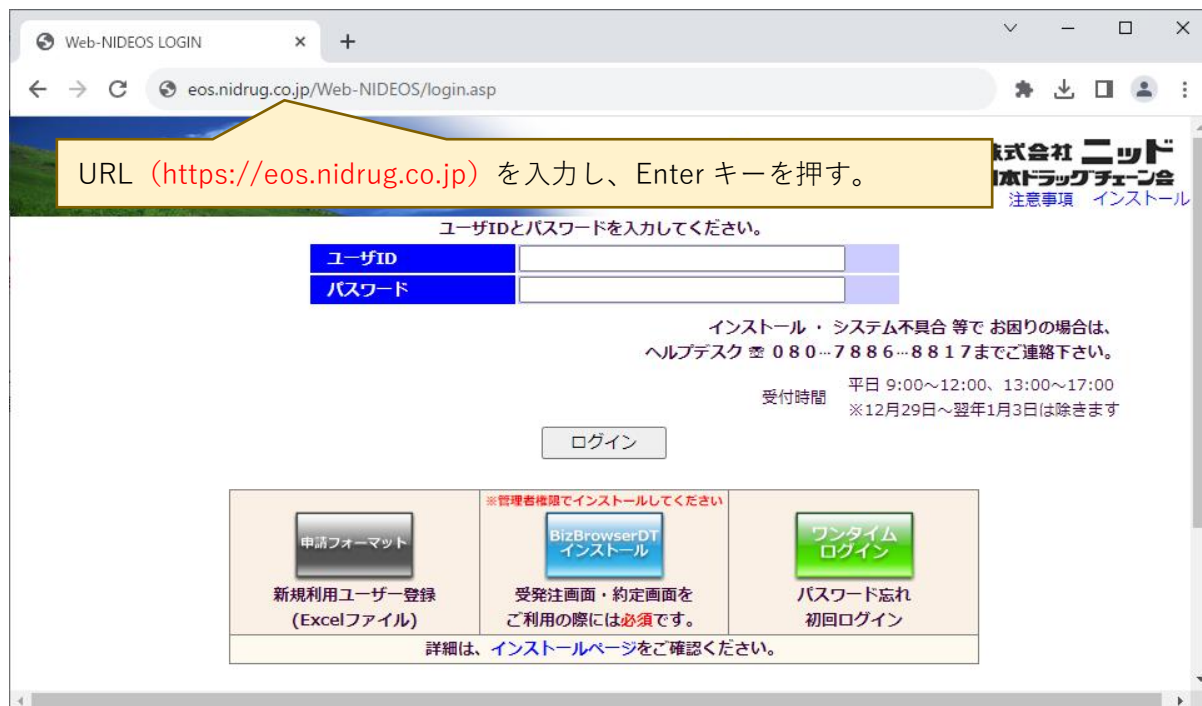 Web-NIDEOS LOGIN
eos.nidrug.co.jp/Web-NIDEOS/login.asp
URL（https://eos.nidrug.co.jp）を入力し、Enter キーを押す。
式会社 ニッド
本ドラッグチェーン会
注意事項 インストール
ユーザIDとパスワードを入力してください。
ユーザID
パスワード
インストール ・ システム不具合 等で お困りの場合は、
ヘルプデスク ☎ ０８０…７８８６…８８１７までご連絡下さい。
受付時間
平日 9:00～12:00、13:00～17:00
※12月29日～翌年1月3日は除きます
ログイン
申請フォーマット
新規利用ユーザー登録
(Excelファイル)
※管理者権限でインストールしてください
BizBrowserDT
インストール
受発注画面・約定画面を
ご利用の際には必須です。
ワンタイム
ログイン
パスワード忘れ
初回ログイン
詳細は、インストールページをご確認ください。